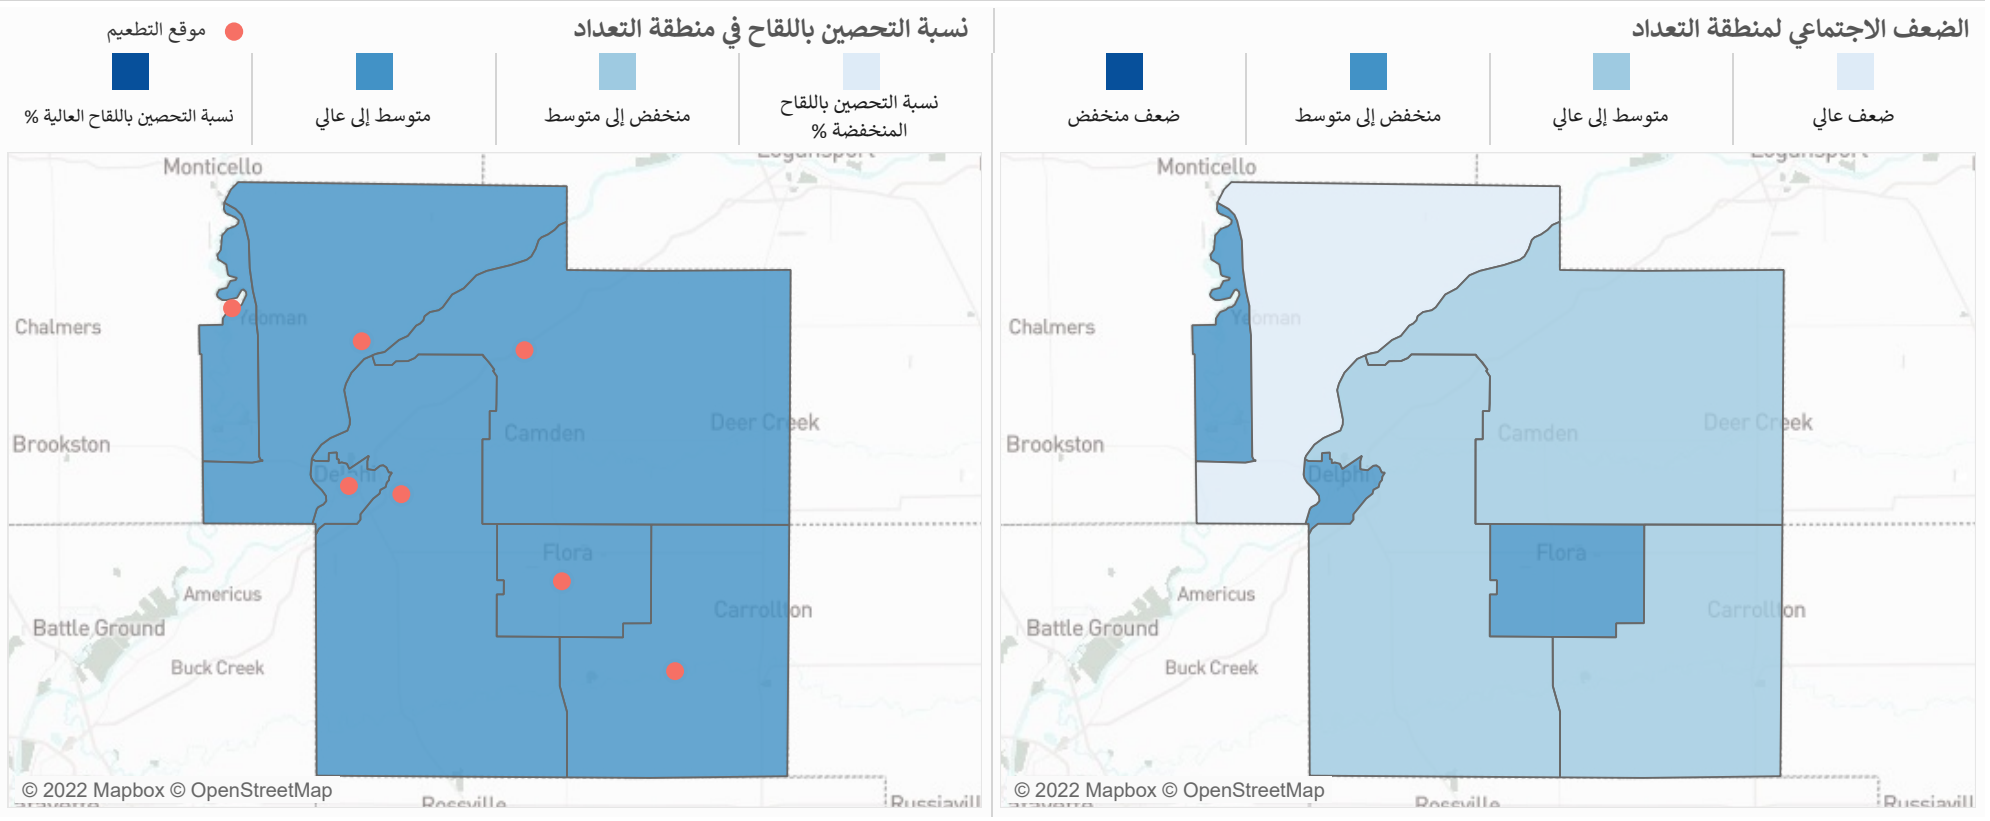 الضعف الاجتماعي لمنطقة التعداد
ضعف عالي
متوسط إلى عالي
منخفض إلى متوسط
ضعف منخفض
Monticello
Logansport
Chalmers
Yeoman
Brookston
Camden
Deer Creek
Delphi
Flora
Americus
Battle Ground
Buck Creek
Carrollton
© 2022 Mapbox © OpenStreetMap
Rossville
نسبة التحصين باللقاح في منطقة التعداد
موقع التطعيم
نسبة التحصين باللقاح
المنخفضة %
منخفض إلى متوسط
متوسط إلى عالي
نسبة التحصين باللقاح العالية %
Monticello
Logansport
Chalmers
Yeoman
Brookston
Camden
Deer Creek
Delphi
Flora
Americus
Battle Ground
Buck Creek
Carrollton
© 2022 Mapbox © OpenStreetMap
Rossville